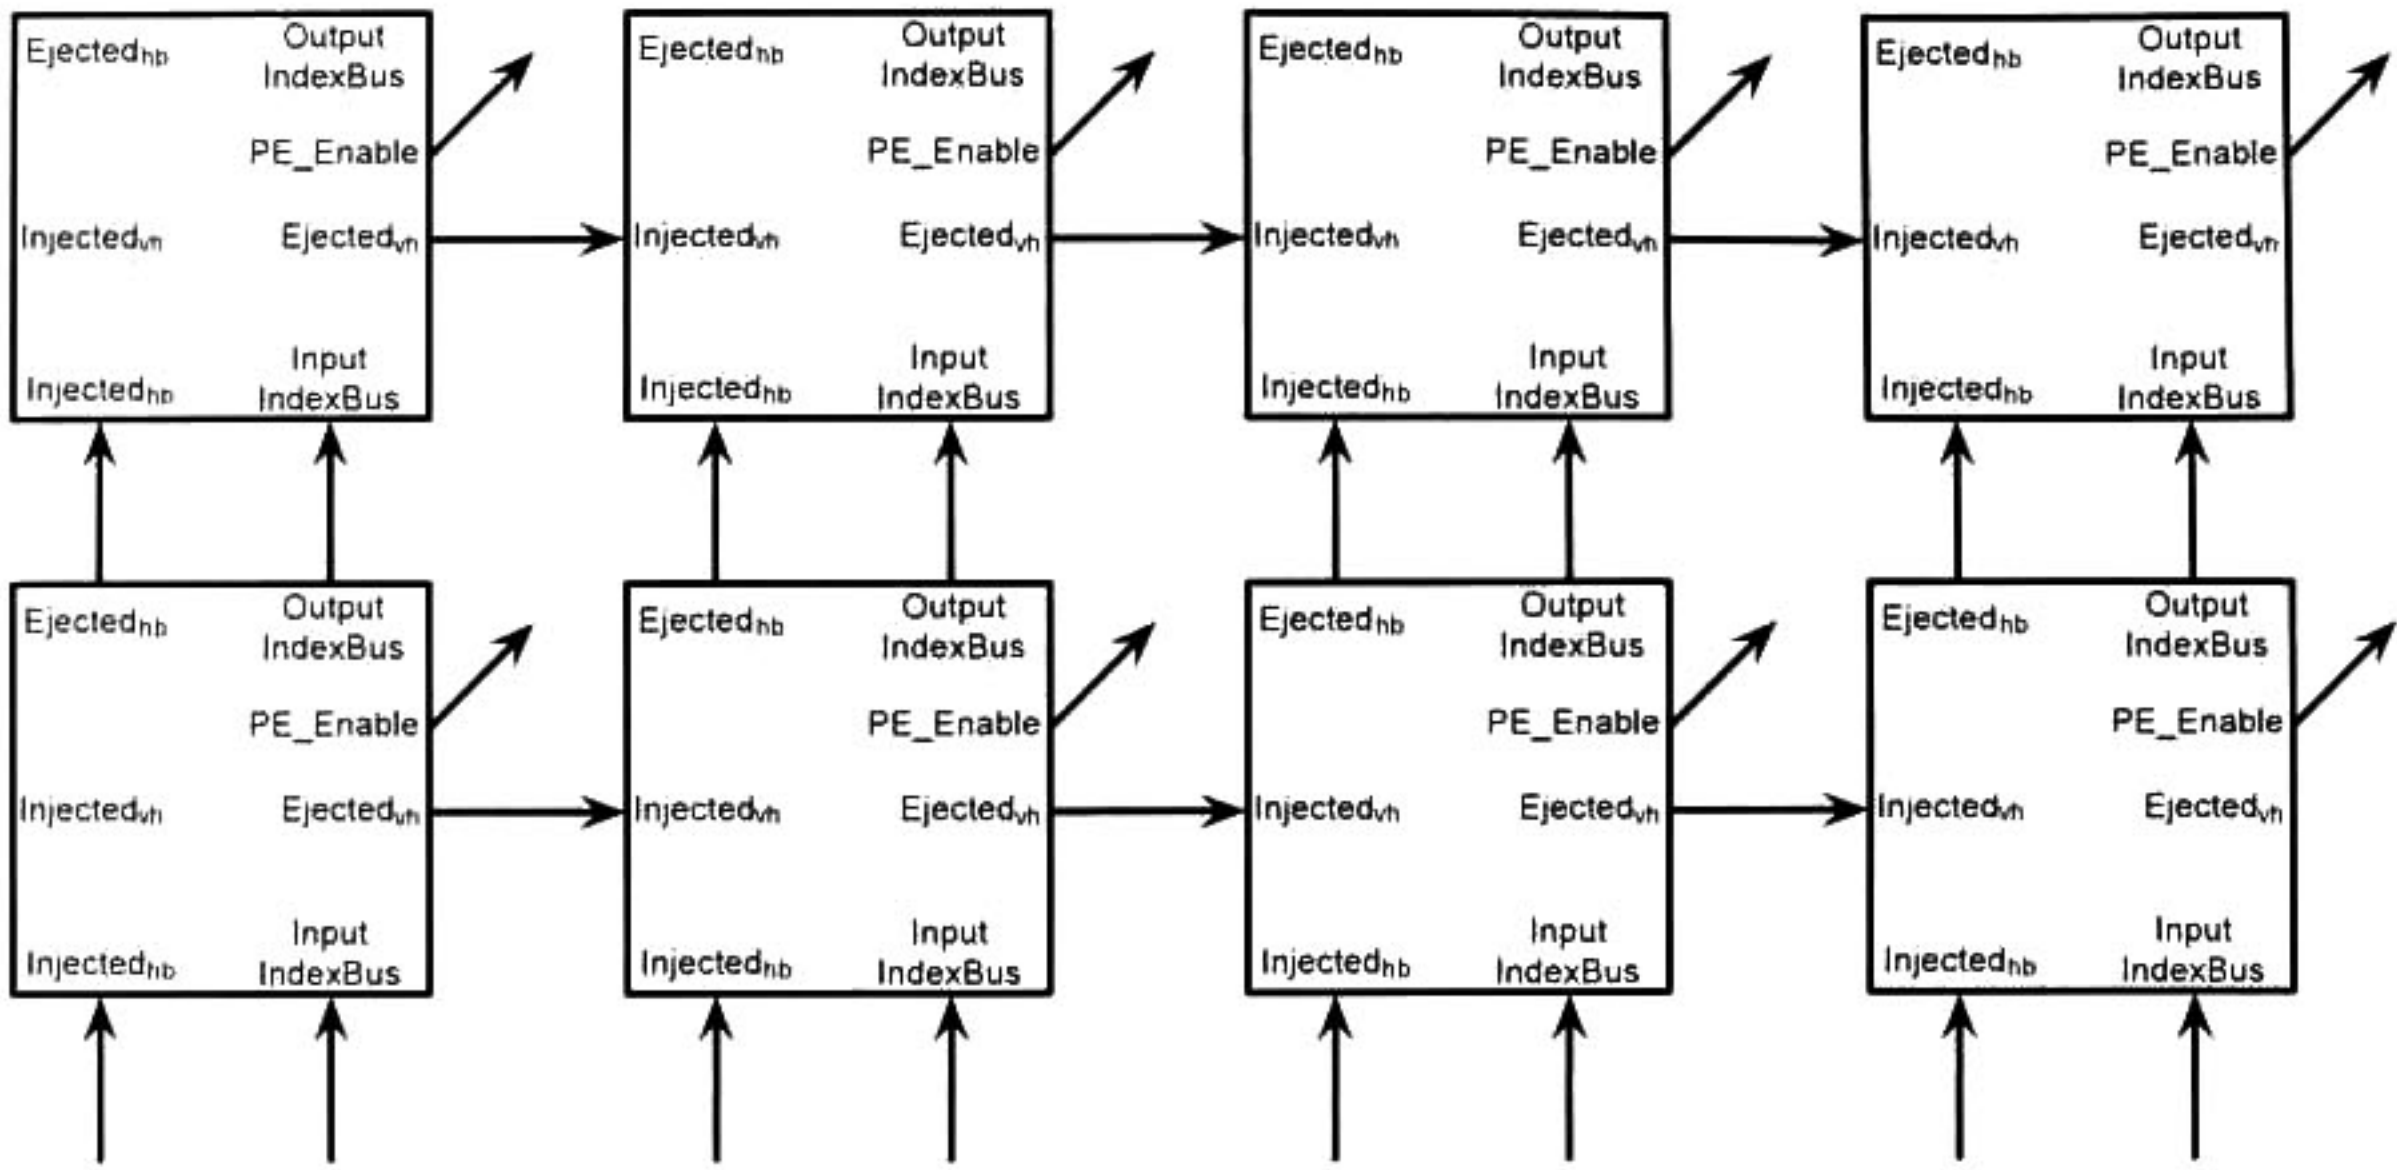 Ejectedhb Output IndexBus
PE_Enable
Injectedvh Ejectedvh
Injectedhb Input IndexBus
Ejectedhb Output IndexBus
PE_Enable
Injectedvh Ejectedvh
Injectedhb Input IndexBus
Ejectedhb Output IndexBus
PE_Enable
Injectedvh Ejectedvh
Injectedhb Input IndexBus
Ejectedhb Output IndexBus
PE_Enable
Injectedvh Ejectedvh
Injectedhb Input IndexBus
Ejectedhb Output IndexBus
PE_Enable
Injectedvh Ejectedvh
Injectedhb Input IndexBus
Ejectedhb Output IndexBus
PE_Enable
Injectedvh Ejectedvh
Injectedhb Input IndexBus
Ejectedhb Output IndexBus
PE_Enable
Injectedvh Ejectedvh
Injectedhb Input IndexBus
Ejectedhb Output IndexBus
PE_Enable
Injectedvh Ejectedvh
Injectedhb Input IndexBus